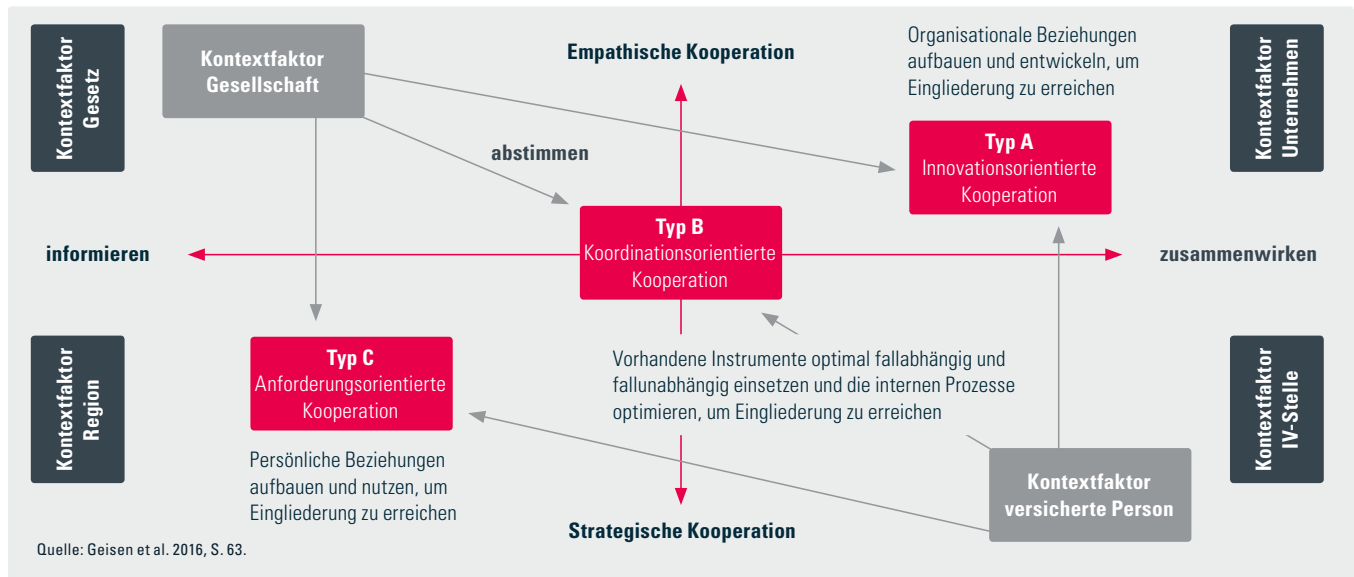 Kontextfaktor
Gesetz
Kontextfaktor
Gesellschaft
Empathische Kooperation
Organisationale Beziehungen
aufbauen und entwickeln, um
Eingliederung zu erreichen
Kontextfaktor
Unternehmen
abstimmen
Typ A
Innovationsorientierte
Kooperation
informieren
Typ B
Koordinationsorientierte
Kooperation
zusammenwirken
Kontextfaktor
Region
Typ C
Anforderungsorientierte
Kooperation
Vorhandene Instrumente optimal fallabhängig und
fallunabhängig einsetzen und die internen Prozesse
optimieren, um Eingliederung zu erreichen
Kontextfaktor
IV-Stelle
Persönliche Beziehungen
aufbauen und nutzen, um
Eingliederung zu erreichen
Kontextfaktor
versicherte Person
Strategische Kooperation
Quelle: Geisen et al. 2016, S. 63.